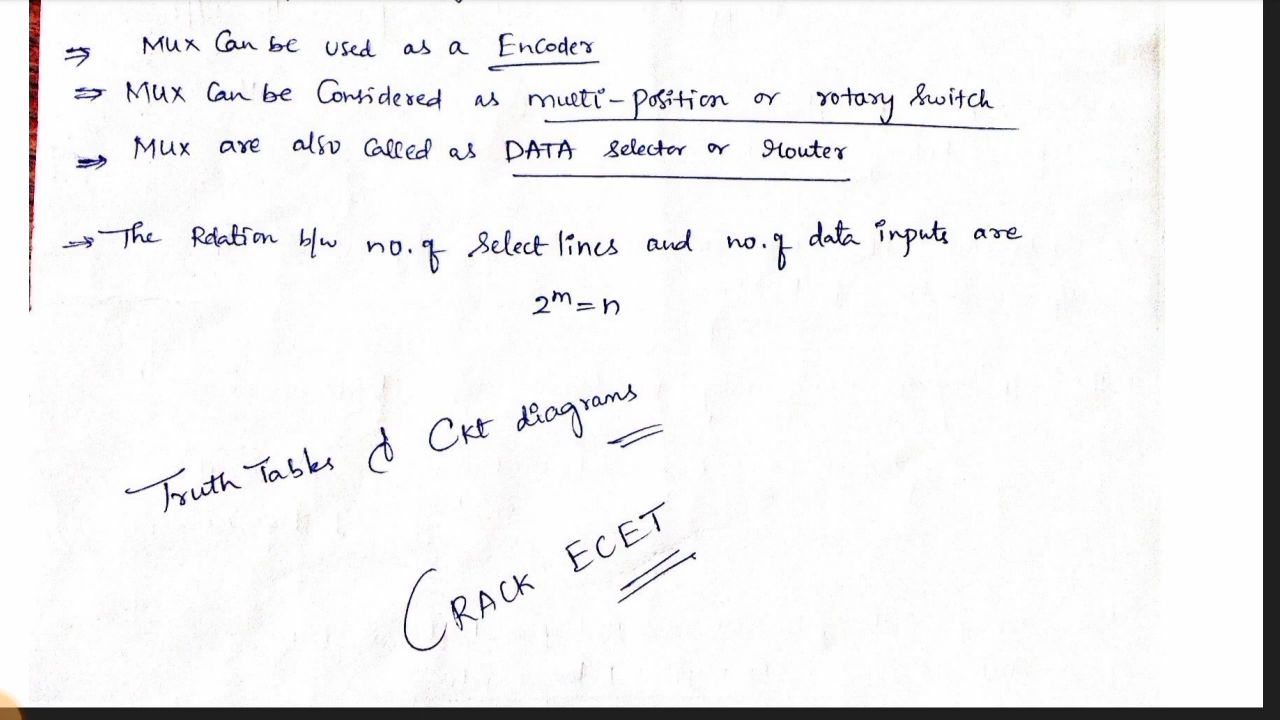 ⇒ Mux Can be used as a Encoder
⇒ Mux Can be Considered as multi-position or rotary switch
⇒ Mux are also Called as DATA selector or router
→ The Relation b/w no. of Select lines and no. of data inputs are
2^m = n
Truth Tables & Ckt diagrams
CRACK ECET